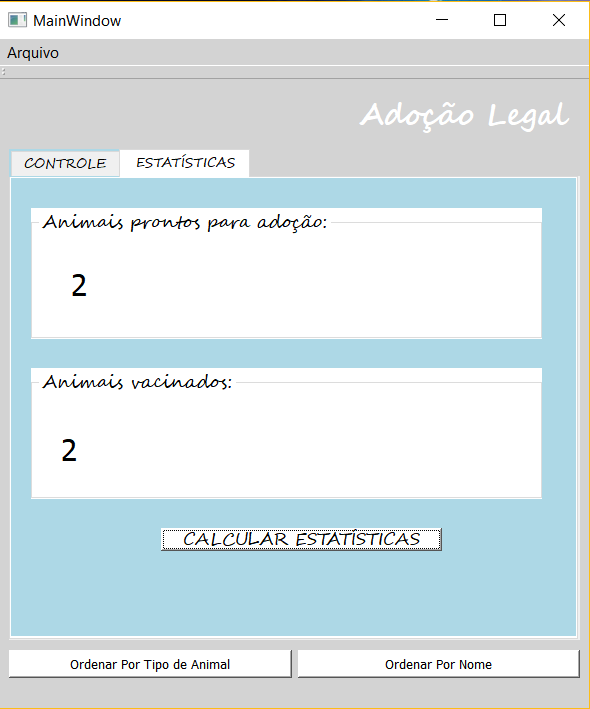 MainWindow
Arquivo
Adoção Legal
CONTROLE ESTATÍSTICAS
Animais prontos para adoção:
2
Animais vacinados:
2
CALCULAR ESTATÍSTICAS
Ordenar Por Tipo de Animal Ordenar Por Nome